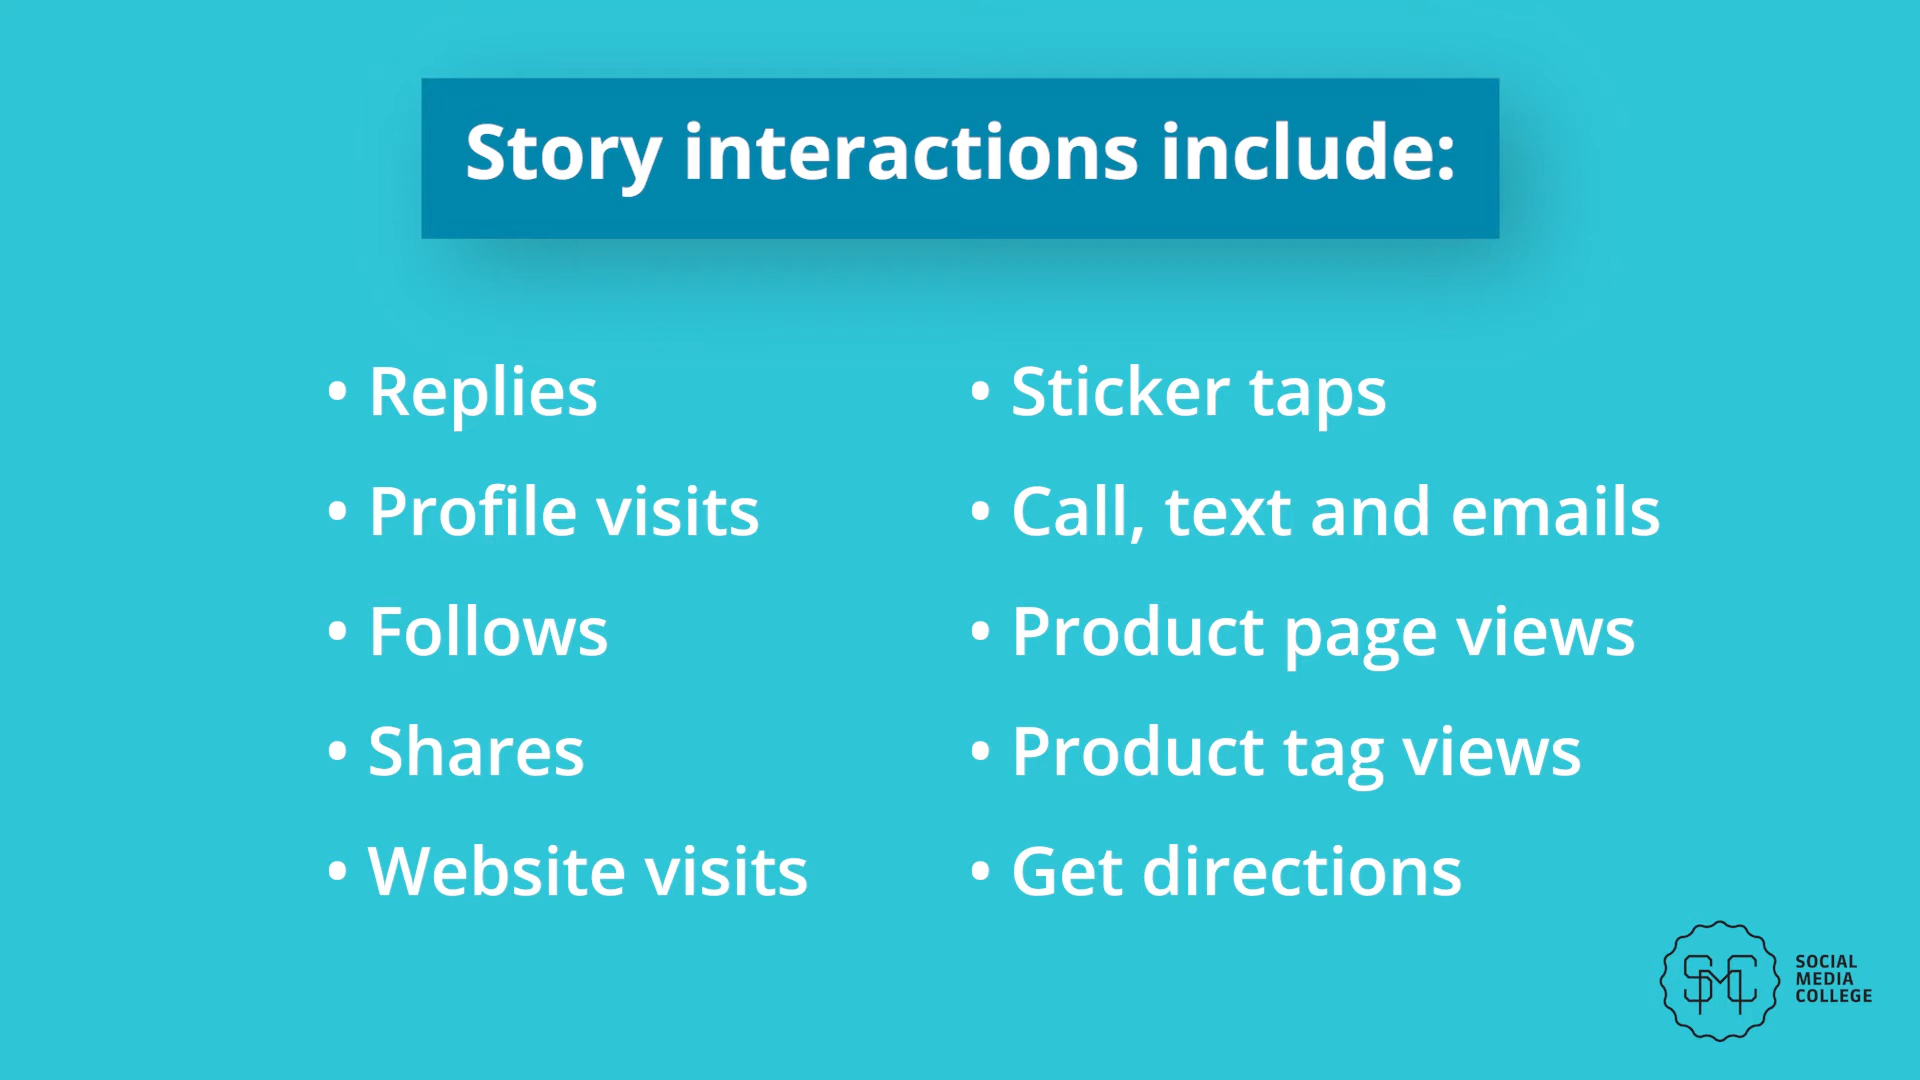 Story interactions include:
• Replies
• Profile visits
• Follows
• Shares
• Website visits
• Sticker taps
• Call, text and emails
• Product page views
• Product tag views
• Get directions
SMC
SOCIAL
MEDIA
COLLEGE